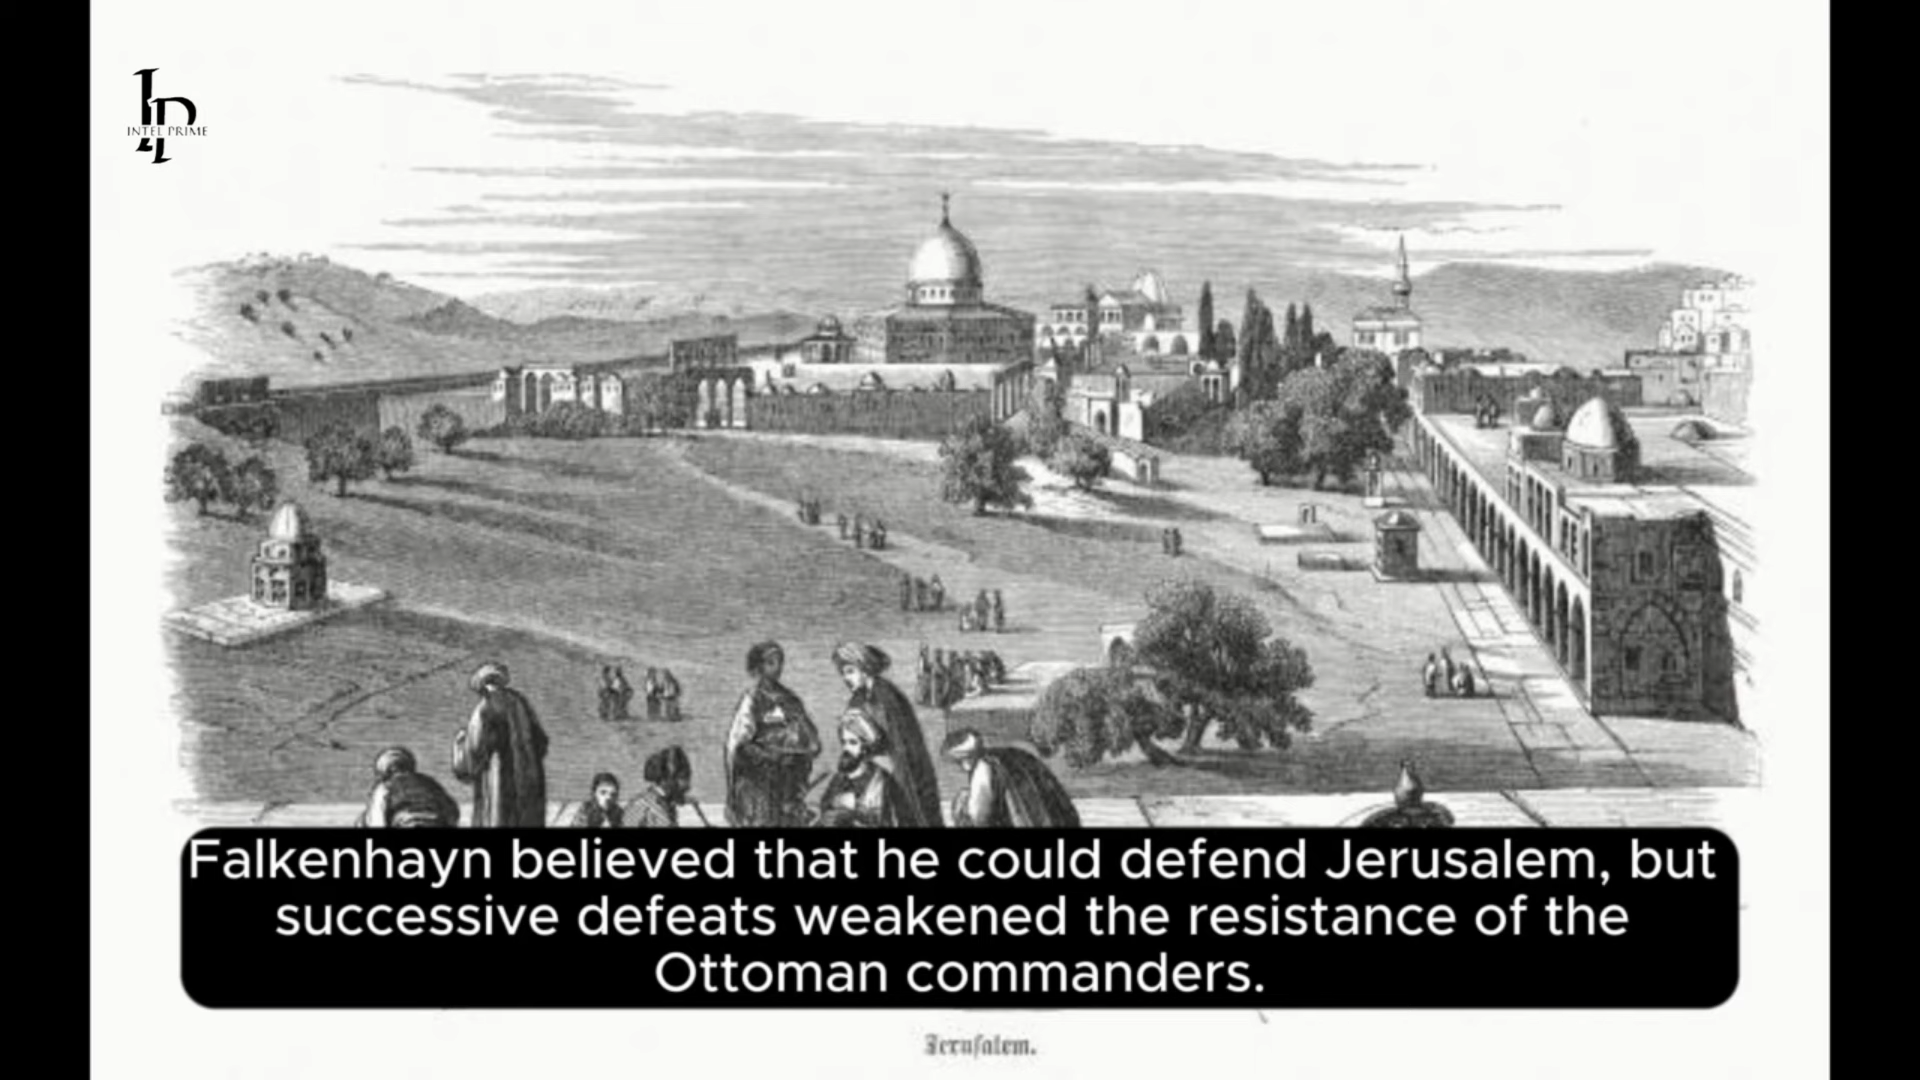 IP
INTEL PRIME
Falkenhayn believed that he could defend Jerusalem, but
successive defeats weakened the resistance of the
Ottoman commanders.
Jerusalem.